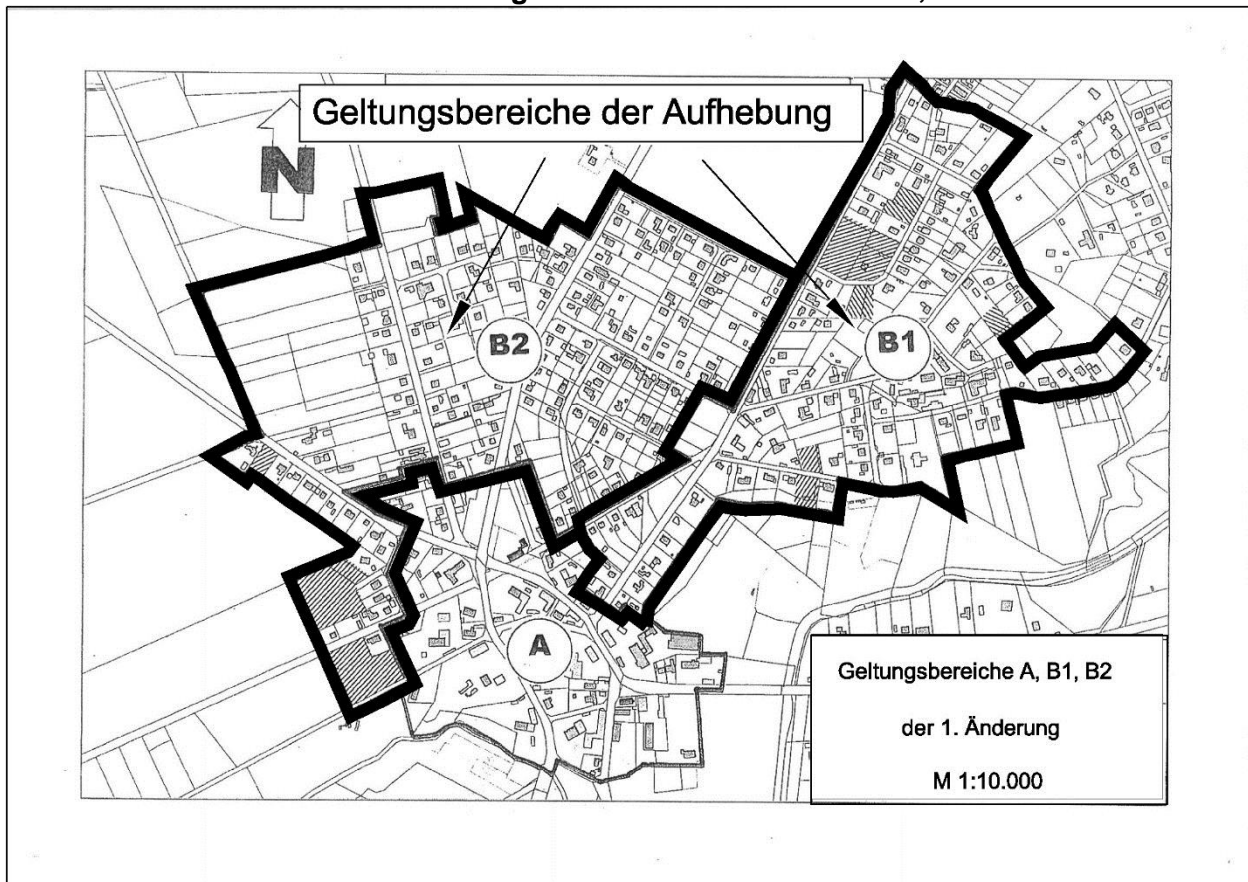 Geltungsbereiche der Aufhebung
N
B2
B1
A
Geltungsbereiche A, B1, B2
der 1. Änderung
M 1:10.000